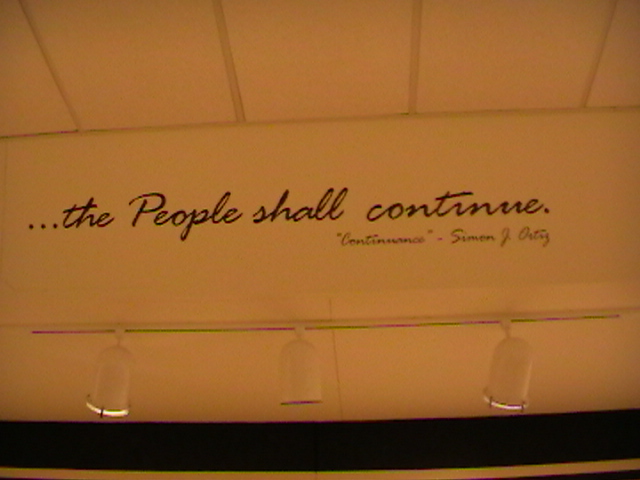 ...the People shall continue.
"Continuance" - Simon J. Ortiz